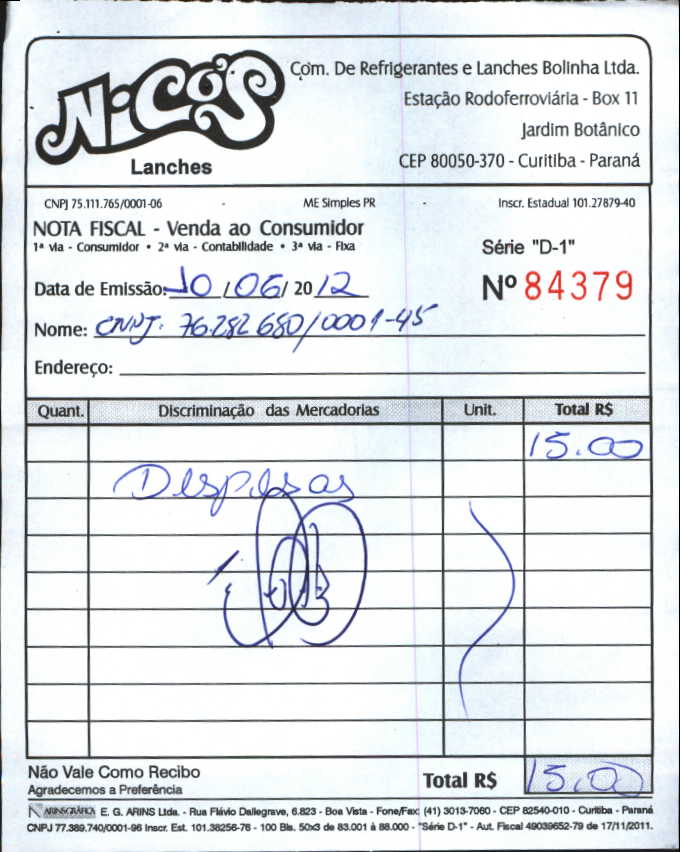 NiCO'S
Lanches
Com. De Refrigerantes e Lanches Bolinha Ltda.
Estação Rodoferroviária - Box 11
Jardim Botânico
CEP 80050-370 - Curitiba - Paraná
CNPJ 75.111.765/0001-06 ME Simples PR Inscr. Estadual 101.27879-40
NOTA FISCAL - Venda ao Consumidor
1ª via - Consumidor • 2ª via - Contabilidade • 3ª via - Fixa
Série "D-1"
Nº 84379
Data de Emissão: 10 / 06 / 20 12
Nome: CNPJ. 76.282.680/0001-45
Endereço:
Quant. Discriminação das Mercadorias Unit. Total R$
15.00
Despesas
Não Vale Como Recibo
Agradecemos a Preferência
Total R$ 15,00
ARINSGRÁFICA E. G. ARINS Ltda. - Rua Flávio Dallegrave, 6.823 - Boa Vista - Fone/Fax: (41) 3013-7060 - CEP 82540-010 - Curitiba - Paraná
CNPJ 77.389.740/0001-96 Inscr. Est. 101.38256-76 - 100 Bls. 50x3 de 83.001 à 88.000 - "Série D-1" - Aut. Fiscal 49039652-79 de 17/11/2011.